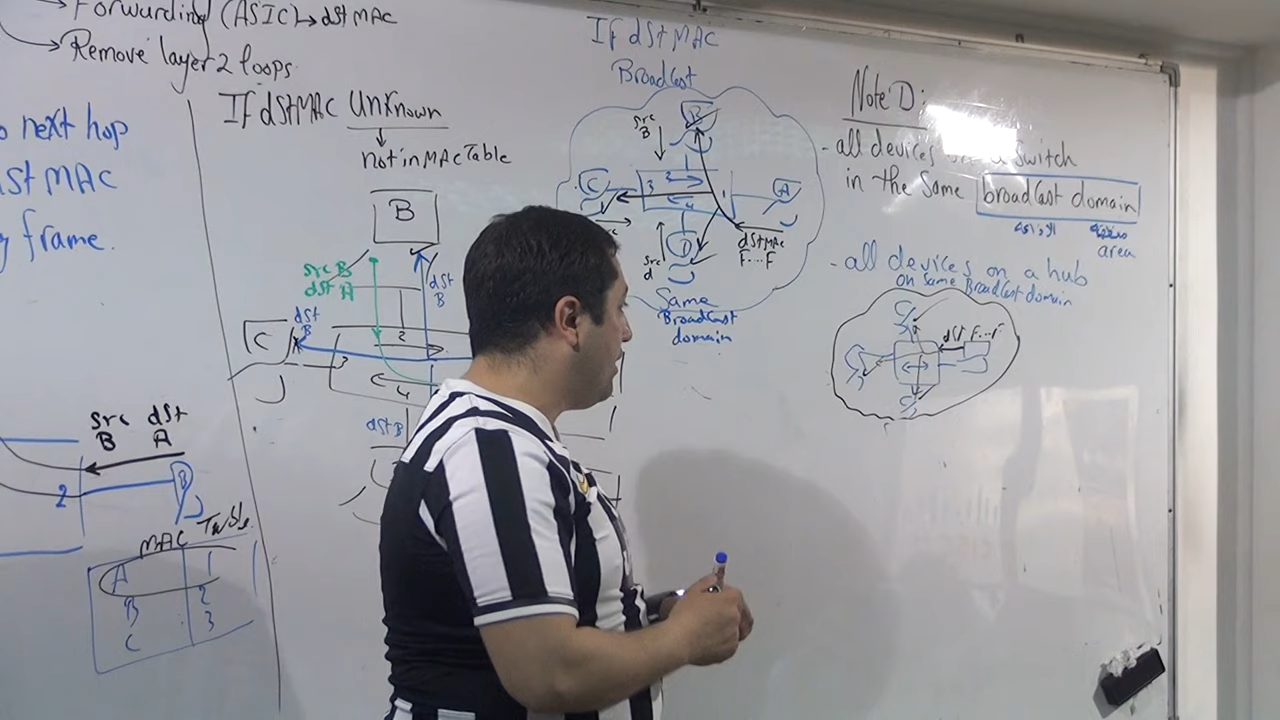 Forwarding (ASIC)→dst MAC
→Remove layer 2 loops
next hop
MAC
frame.
src dst
B A
2
B
MAC Table
A 1
B 2
C 3
If dst MAC Unknown
not in MAC Table
B
src B
dst A
dst
B
dst
B
C
2
3
4
dst B
If dst MAC
Broadcast
B
src
B
C
3 2 1
4
A
D
src
d
dst MAC
F....F
Same
Broadcast
domain
Note D:
- all devices switch
in the Same broadcast domain
area
- all devices on a hub
on same Broadcast domain
dst F....F